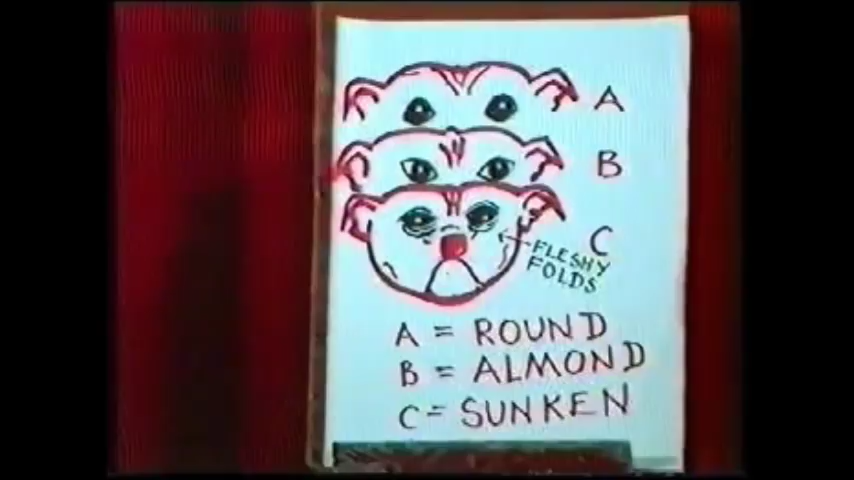 A
B
C
FLESHY
FOLDS
A = ROUND
B = ALMOND
C = SUNKEN